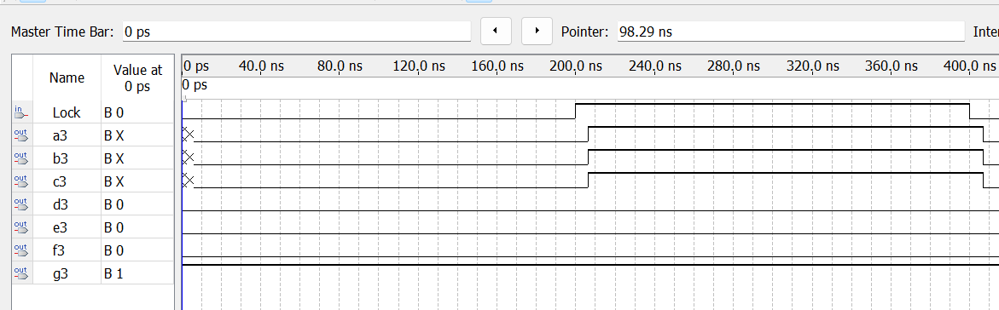 Master Time Bar: 0 ps Pointer: 98.29 ns Inter
Name Value at 0 ps 0 ps 40.0 ns 80.0 ns 120.0 ns 160.0 ns 200.0 ns 240.0 ns 280.0 ns 320.0 ns 360.0 ns 400.0 ns
0 ps
in Lock B 0
out a3 B X
out b3 B X
out c3 B X
out d3 B 0
out e3 B 0
out f3 B 0
out g3 B 1